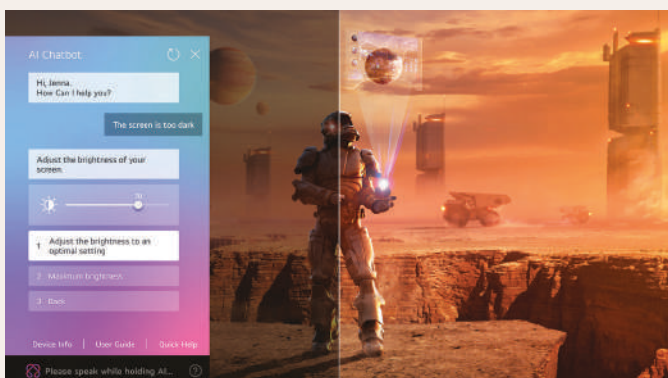 AI Chatbot
Hi, Jenna.
How Can I help you?
The screen is too dark
Adjust the brightness of your
screen.
70
1 Adjust the brightness to an
optimal setting
2 Maximum brightness
3 Back
Device Info | User Guide | Quick Help
Please speak while holding AI...